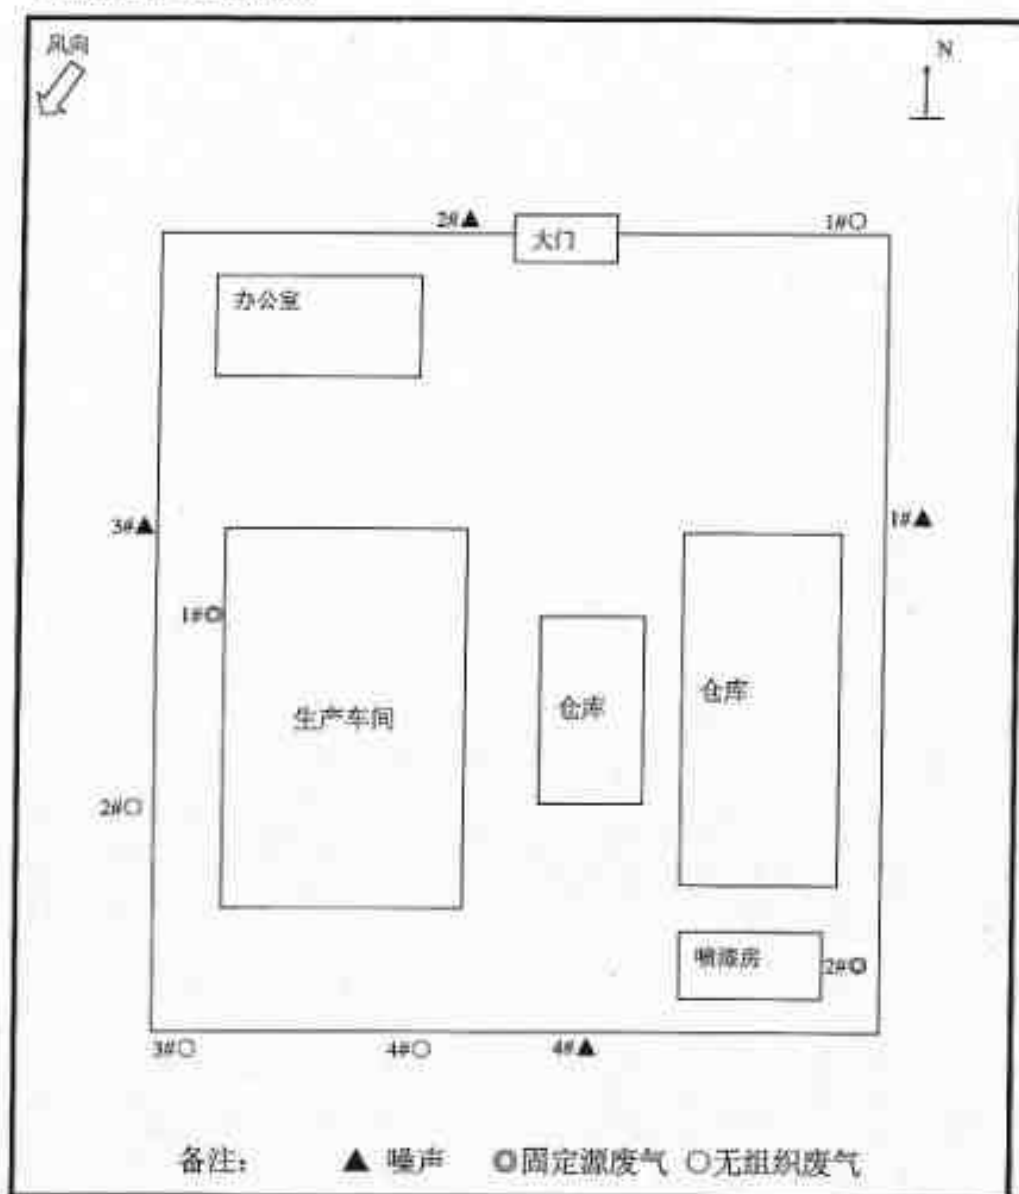 风向
N
2#▲
大门
1#○
办公室
3#▲
1#▲
1#◎
生产车间
仓库
仓库
2#○
喷漆房
2#◎
3#○
4#○
4#▲
备注: ▲ 噪声 ◎固定源废气 ○无组织废气